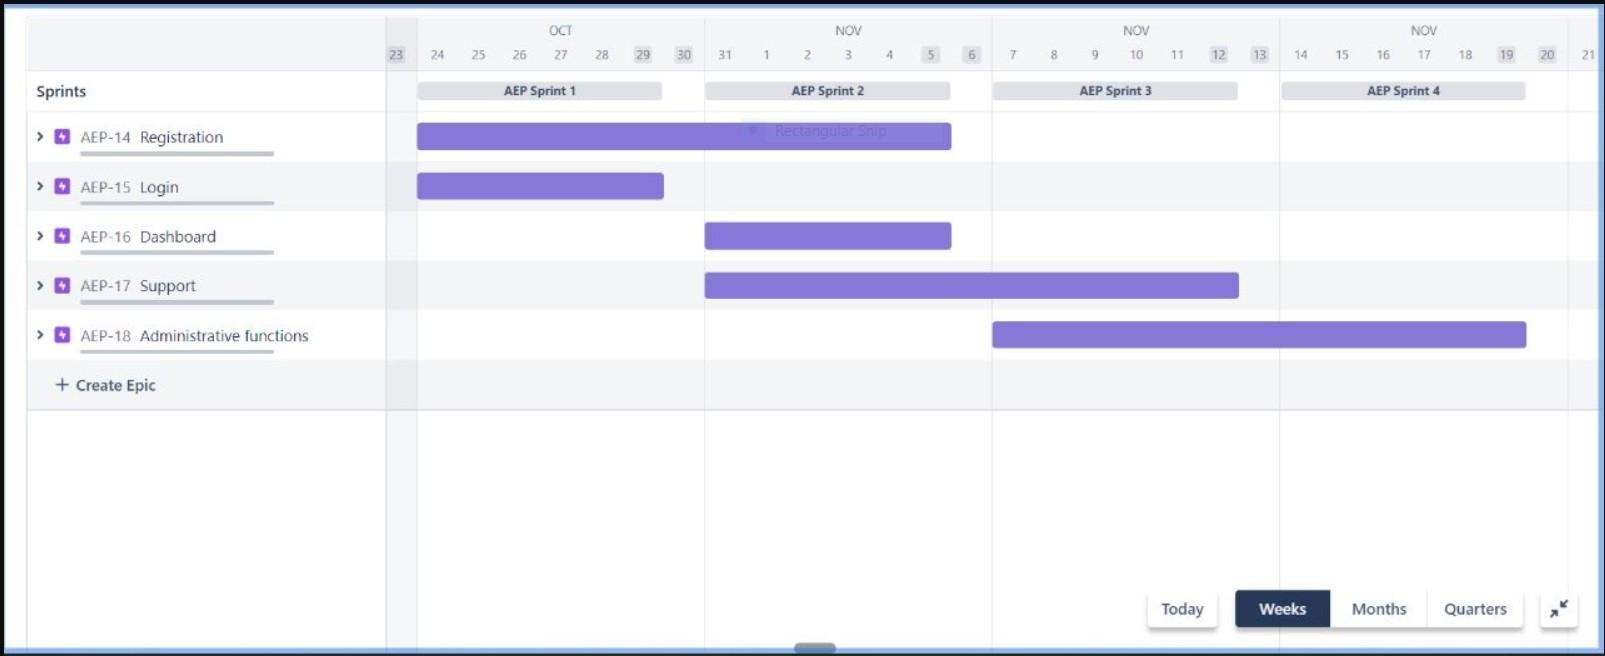 OCT NOV NOV NOV
23 24 25 26 27 28 29 30 31 1 2 3 4 5 6 7 8 9 10 11 12 13 14 15 16 17 18 19 20 21
Sprints AEP Sprint 1 AEP Sprint 2 AEP Sprint 3 AEP Sprint 4
AEP-14 Registration Rectangular Snip
AEP-15 Login
AEP-16 Dashboard
AEP-17 Support
AEP-18 Administrative functions
+ Create Epic
Today Weeks Months Quarters